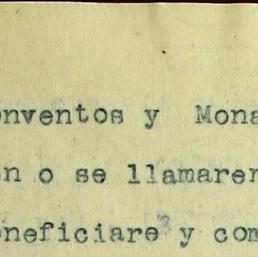 onventos y Mona
n o se llamaren
neficiare y com